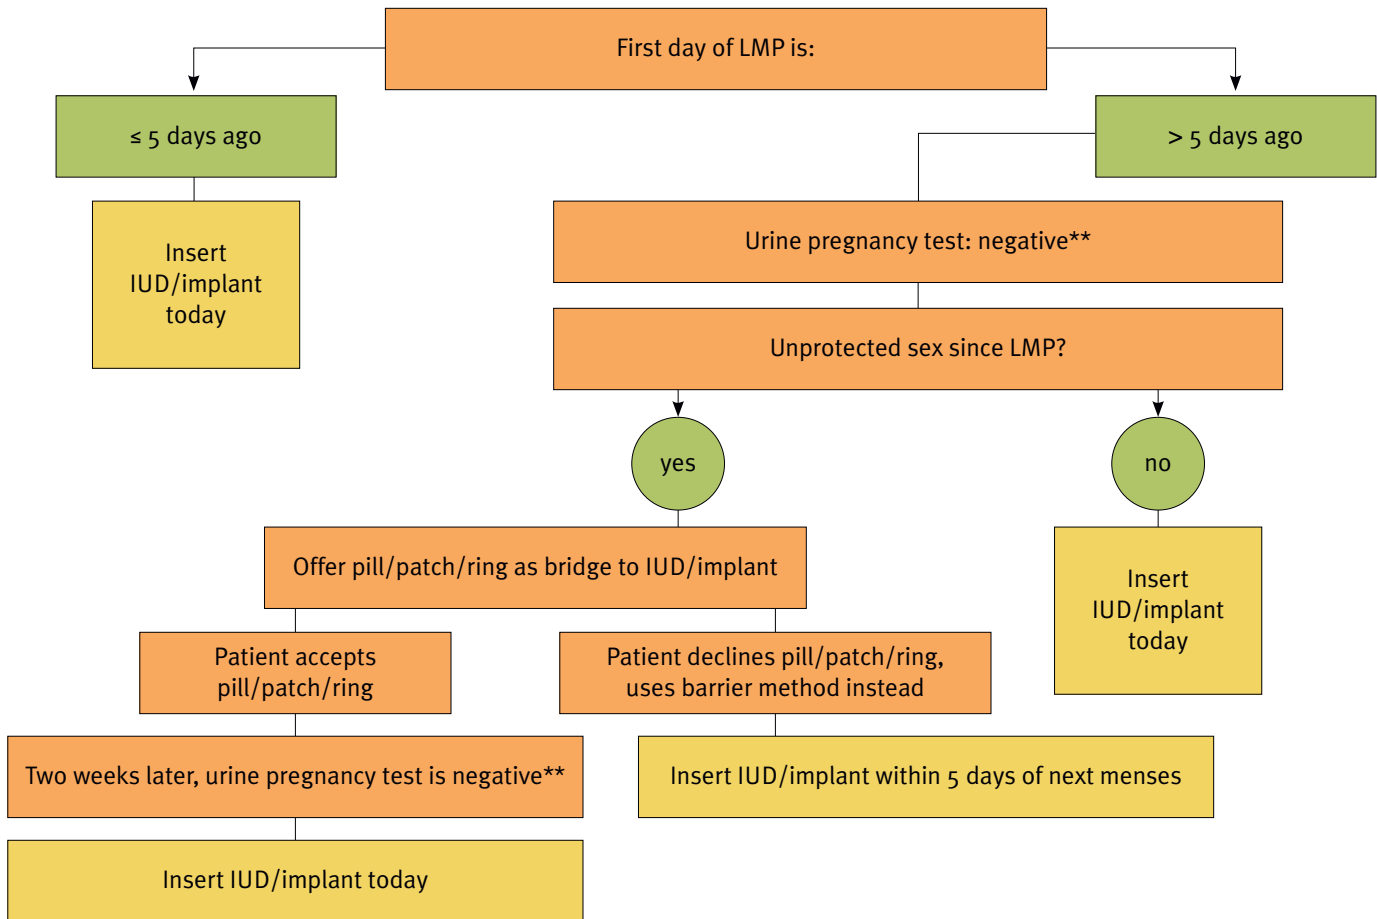 First day of LMP is:
≤ 5 days ago
> 5 days ago
Insert
IUD/implant
today
Urine pregnancy test: negative**
Unprotected sex since LMP?
yes
no
Offer pill/patch/ring as bridge to IUD/implant
Insert
IUD/implant
today
Patient accepts
pill/patch/ring
Patient declines pill/patch/ring,
uses barrier method instead
Two weeks later, urine pregnancy test is negative**
Insert IUD/implant within 5 days of next menses
Insert IUD/implant today